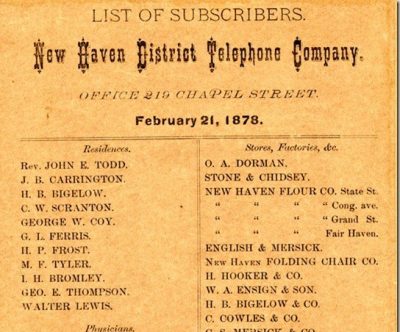 LIST OF SUBSCRIBERS.
New Haven District Telephone Company.
OFFICE 219 CHAPEL STREET.
February 21, 1878.
Residences.
Rev. JOHN E. TODD.
J. B. CARRINGTON.
H. B. BIGELOW.
C. W. SCRANTON.
GEORGE W. COY.
G. L. FERRIS.
H. P. FROST.
M. F. TYLER.
I. H. BROMLEY.
GEO. E. THOMPSON.
WALTER LEWIS.
Physicians.
Stores, Factories, &c.
O. A. DORMAN.
STONE & CHIDSEY.
NEW HAVEN FLOUR CO. State St.
" " " " Cong. ave.
" " " " Grand St.
" " " Fair Haven.
ENGLISH & MERSICK.
New Haven FOLDING CHAIR CO.
H. HOOKER & CO.
W. A. ENSIGN & SON.
H. B. BIGELOW & CO.
C. COWLES & CO.
C. S. MERSICK & CO.